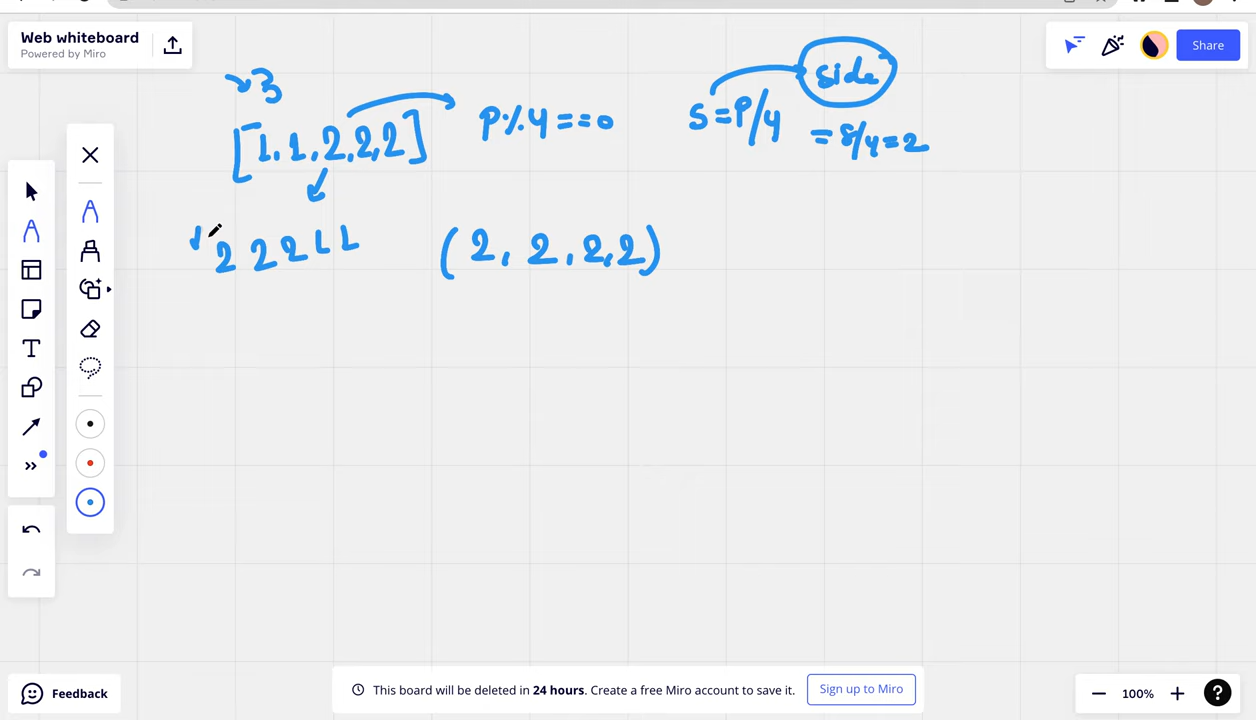 Web whiteboard
Powered by Miro
Share
3
[1, 1, 2, 2, 2]
P % 4 == 0
S = P/4
side
= 8/4 = 2
2 2 2 1 1
(2, 2, 2, 2)
T
Feedback
This board will be deleted in 24 hours. Create a free Miro account to save it.
Sign up to Miro
100%
?